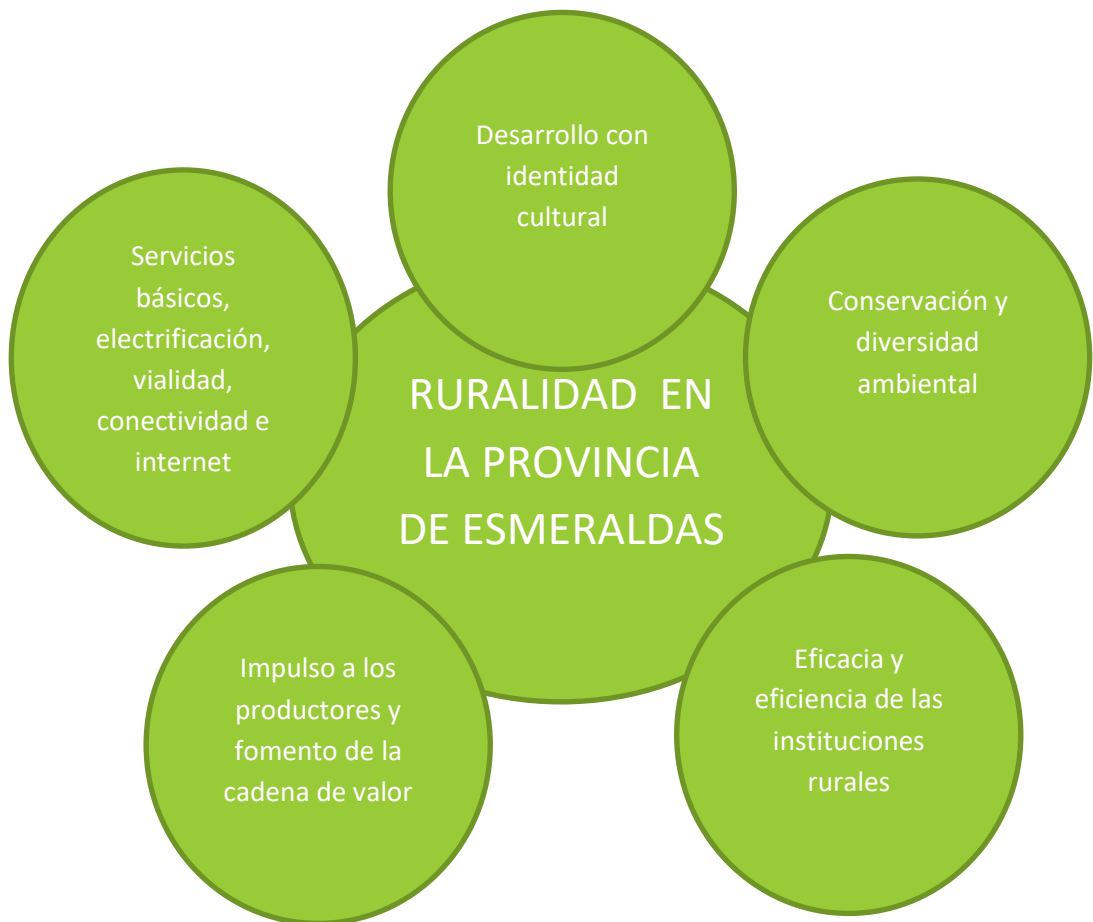 Desarrollo con
identidad
cultural
Servicios
básicos,
electrificación,
vialidad,
conectividad e
internet
Conservación y
diversidad
ambiental
RURALIDAD EN
LA PROVINCIA
DE ESMERALDAS
Impulso a los
productores y
fomento de la
cadena de valor
Eficacia y
eficiencia de las
instituciones
rurales